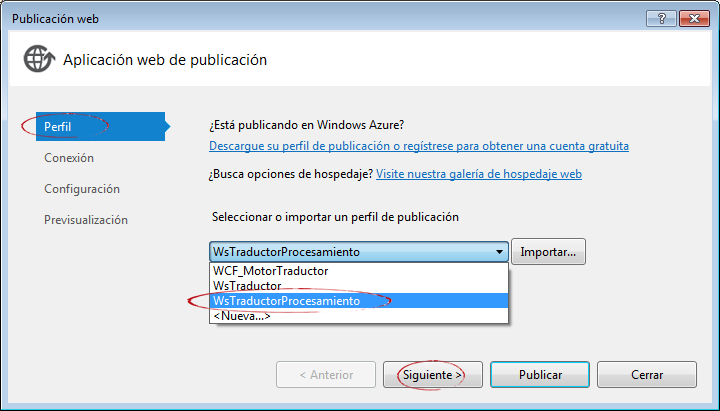 Publicación web
?
Aplicación web de publicación
Perfil
Conexión
Configuración
Previsualización
¿Está publicando en Windows Azure?
Descargue su perfil de publicación o regístrese para obtener una cuenta gratuita
¿Busca opciones de hospedaje? Visite nuestra galería de hospedaje web
Seleccionar o importar un perfil de publicación
WsTraductorProcesamiento
Importar...
WCF_MotorTraductor
WsTraductor
WsTraductorProcesamiento
<Nueva...>
< Anterior
Siguiente >
Publicar
Cerrar